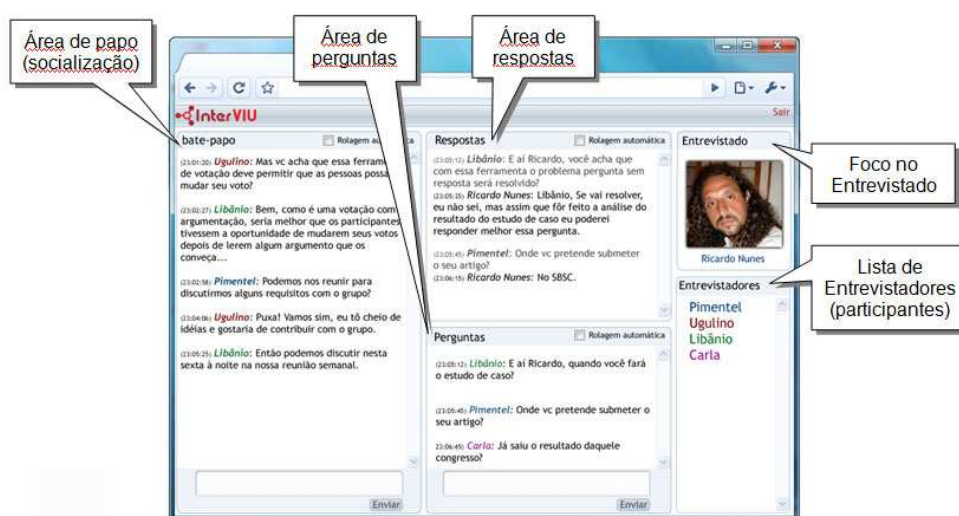 Área de papo
(socialização)
Área de
perguntas
Área de
respostas
InterVIU
Sair
bate-papo
Rolagem automática
(23:01:20) Ugulino: Mas vc acha que essa ferram
de votação deve permitir que as pessoas possa
mudar seu voto?
(23:02:27) Libânio: Bem, como é uma votação com
argumentação, seria melhor que os participante
tivessem a oportunidade de mudarem seus votos
depois de lerem algum argumento que os
conveça...
(23:02:58) Pimentel: Podemos nos reunir para
discutirmos alguns requisitos com o grupo?
(23:04:06) Ugulino: Puxa! Vamos sim, eu tô cheio de
idéias e gostaria de contribuir com o grupo.
(23:05:25) Libânio: Então podemos discutir nesta
sexta à noite na nossa reunião semanal.
Enviar
Respostas
Rolagem automática
(23:05:12) Libânio: E aí Ricardo, você acha que
com essa ferramenta o problema pergunta sem
resposta será resolvido?
(23:05:35) Ricardo Nunes: Libânio, Se vai resolver,
eu não sei, mas assim que fôr feito a análise do
resultado do estudo de caso eu poderei
responder melhor essa pergunta.
(23:05:45) Pimentel: Onde vc pretende submeter
o seu artigo?
(23:06:15) Ricardo Nunes: No SBSC.
Perguntas
Rolagem automática
(23:05:12) Libânio: E aí Ricardo, quando você fará
o estudo de caso?
(23:05:45) Pimentel: Onde vc pretende submeter o
seu artigo?
23:06:45) Carla: Já saiu o resultado daquele
congresso?
Enviar
Entrevistado
Ricardo Nunes
Entrevistadores
Pimentel
Ugulino
Libânio
Carla
Foco no
Entrevistado
Lista de
Entrevistadores
(participantes)